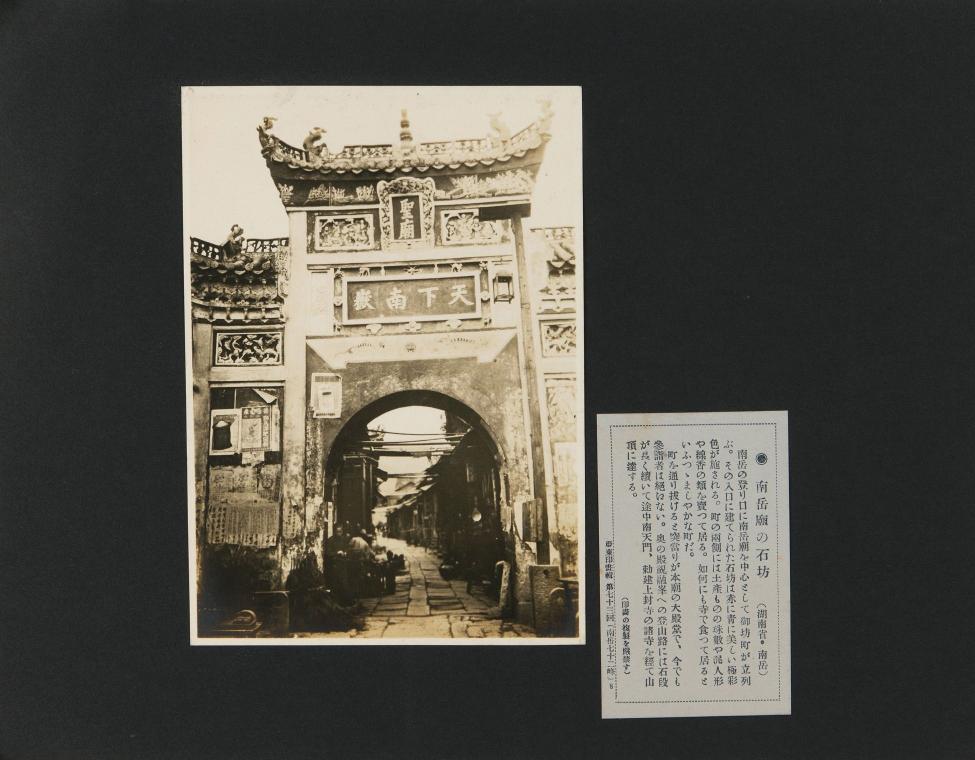 聖廟
天下南嶽
◉ 南岳廟の石坊 (湖南省・南岳)
南岳の登り口に南岳廟を中心として御坊町が立列
ぶ。その入口に建てられた石坊は赤に青に美しい極彩
色が施される。町の兩側には土産ものの珠數や泥人形
や線香の類を賣つて居る。如何にも寺で食つて居ると
いふつゝましやかな町だ。
町を通り拔けると突當りが本廟の大殿堂で、今でも
參詣者は絕えない。奥の殿祝融峯への登山路には石段
が長く續いて途中南天門、勅建上封寺の諸寺を經て山
頂に達する。
(印畫の複製を嚴禁す)
亞東印畫輯 第七十三回「南岳七十二峰」8